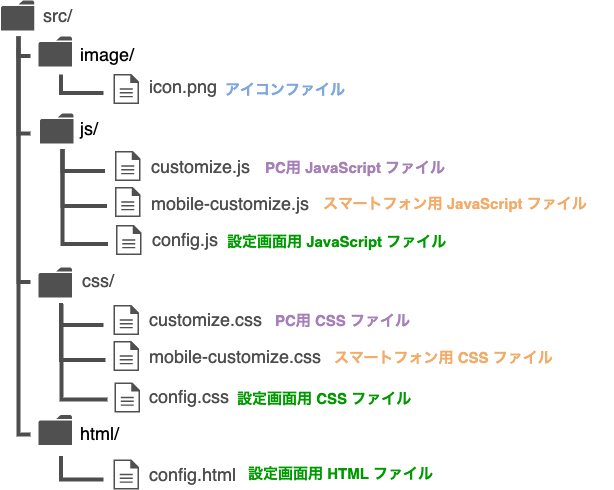 src/
image/
icon.png アイコンファイル
js/
customize.js PC用 JavaScript ファイル
mobile-customize.js スマートフォン用 JavaScript ファイル
config.js 設定画面用 JavaScript ファイル
css/
customize.css PC用 CSS ファイル
mobile-customize.css スマートフォン用 CSS ファイル
config.css 設定画面用 CSS ファイル
html/
config.html 設定画面用 HTML ファイル